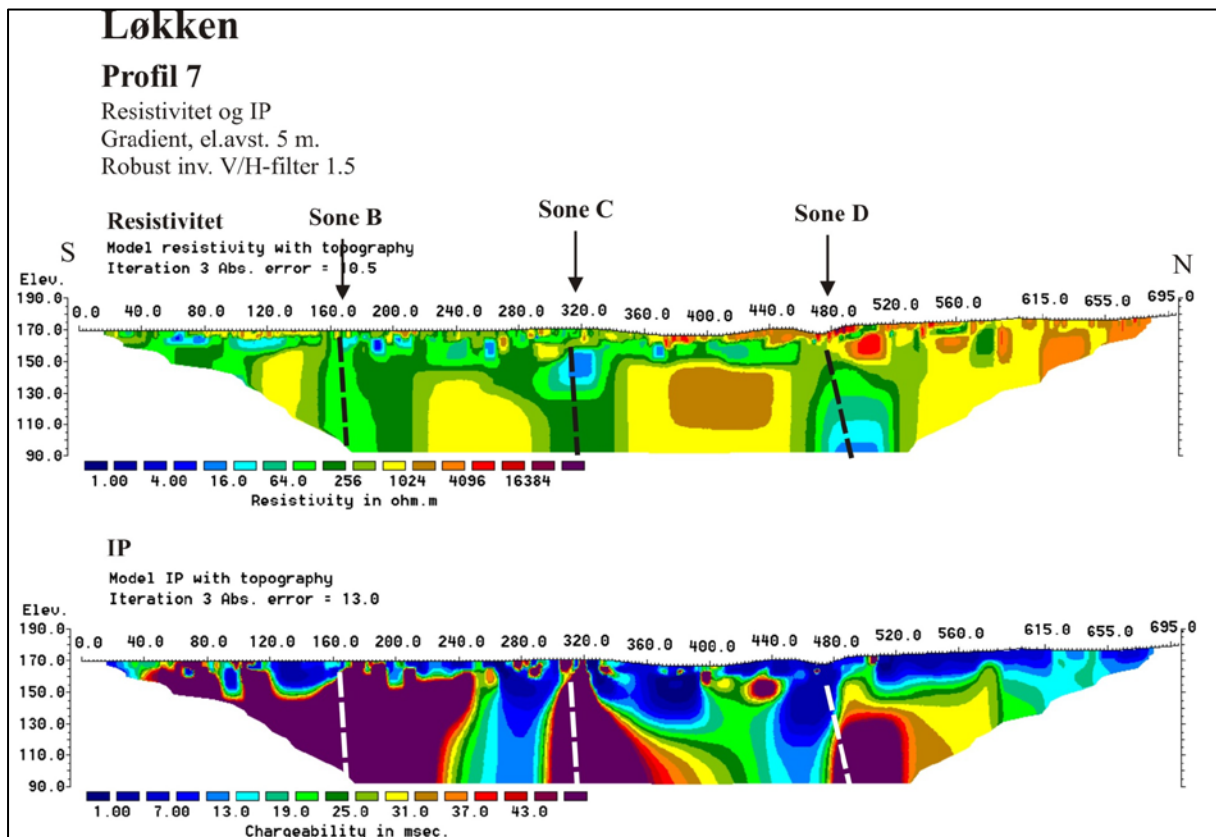 Løkken
Profil 7
Resistivitet og IP
Gradient, el.avst. 5 m.
Robust inv. V/H-filter 1.5
Resistivitet Sone B Sone C Sone D
S N
Model resistivity with topography
Iteration 3 Abs. error = 10.5
Elev.
190.0 0.0 40.0 80.0 120.0 160.0 200.0 240.0 280.0 320.0 360.0 400.0 440.0 480.0 520.0 560.0 615.0 655.0 695.0
170.0
150.0
130.0
110.0
90.0
1.00 4.00 16.0 64.0 256 1024 4096 16384
Resistivity in ohm.m
IP
Model IP with topography
Iteration 3 Abs. error = 13.0
Elev.
190.0 0.0 40.0 80.0 120.0 160.0 200.0 240.0 280.0 320.0 360.0 400.0 440.0 480.0 520.0 560.0 615.0 655.0 695.0
170.0
150.0
130.0
110.0
90.0
1.00 7.00 13.0 19.0 25.0 31.0 37.0 43.0
Chargeability in msec.